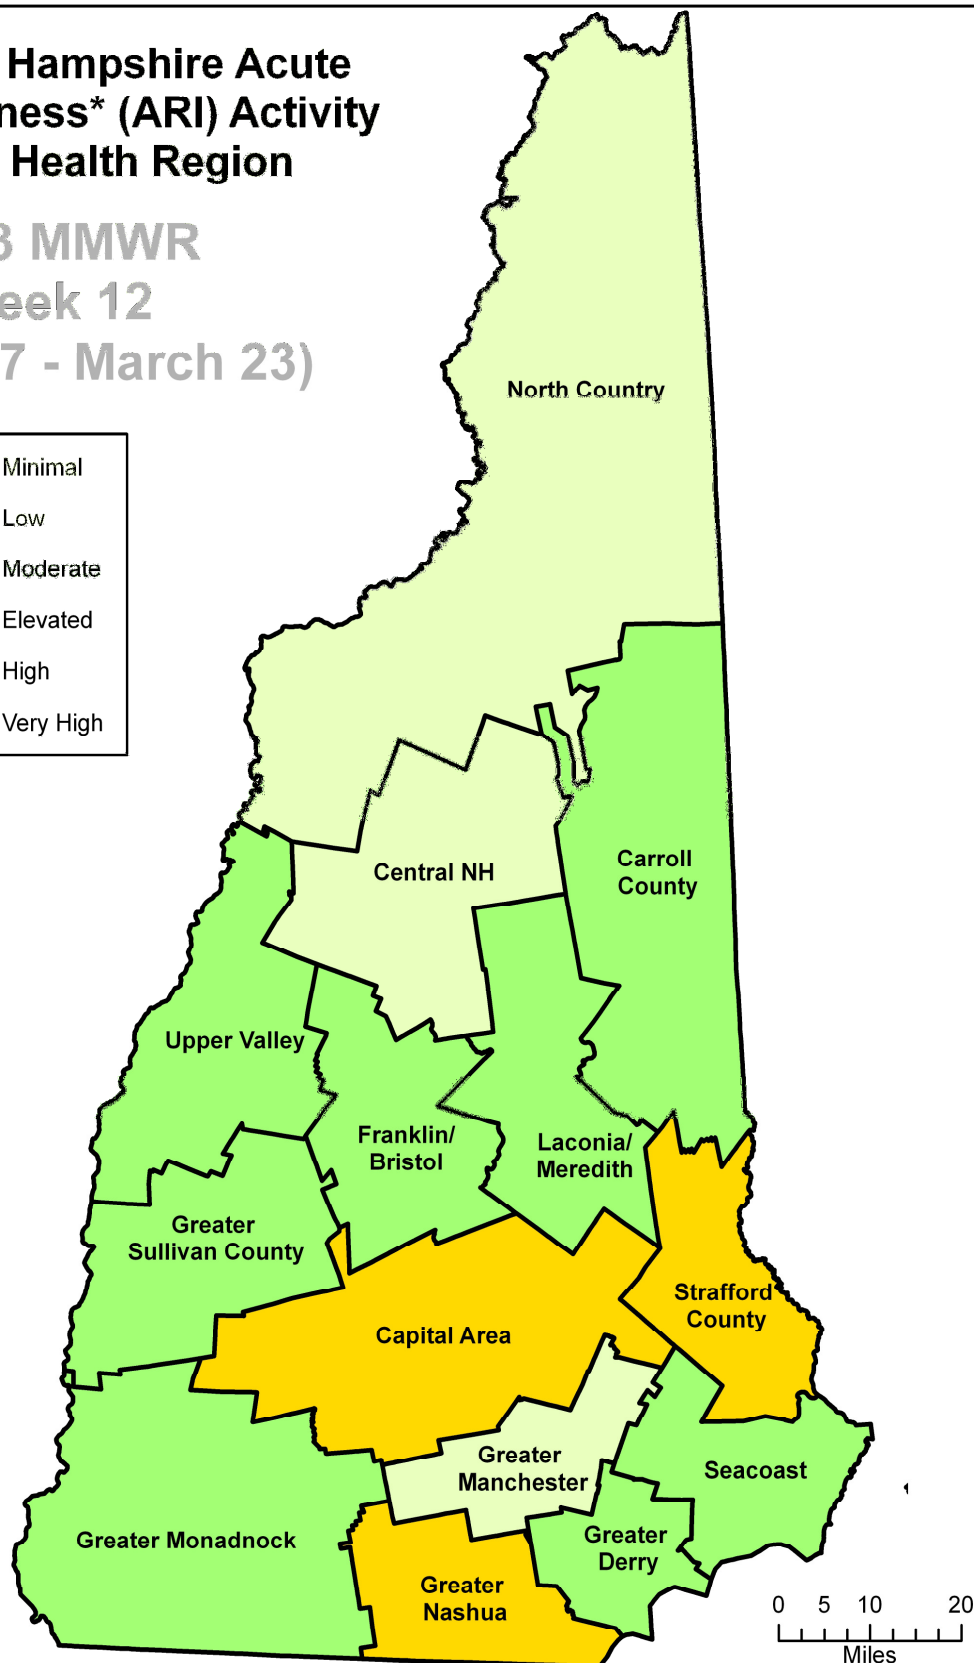 Hampshire Acute
ness* (ARI) Activity
Health Region
3 MMWR
eek 12
7 - March 23)
Minimal
Low
Moderate
Elevated
High
Very High
North Country
Central NH
Carroll
County
Upper Valley
Franklin/
Bristol
Laconia/
Meredith
Greater
Sullivan County
Strafford
County
Capital Area
Greater
Manchester
Seacoast
Greater Monadnock
Greater
Derry
Greater
Nashua
0 5 10 20
Miles